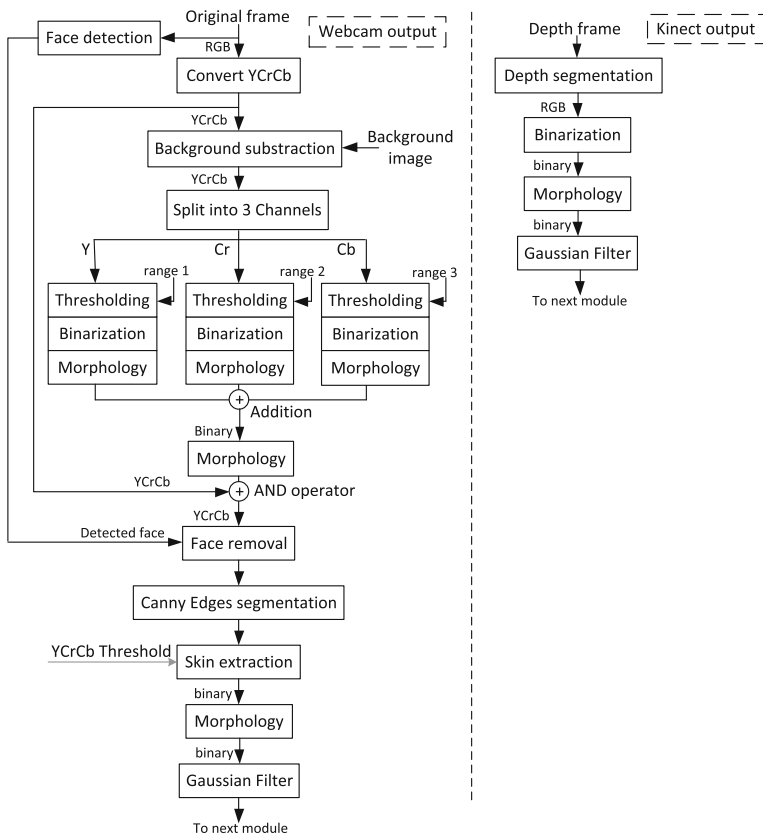 Original frame
Webcam output
Face detection
RGB
Convert YCrCb
YCrCb
Background substraction
Background
image
YCrCb
Split into 3 Channels
Y
Cr
Cb
range 1
range 2
range 3
Thresholding
Thresholding
Thresholding
Binarization
Binarization
Binarization
Morphology
Morphology
Morphology
+
Addition
Binary
Morphology
YCrCb
+
AND operator
YCrCb
Detected face
Face removal
Canny Edges segmentation
YCrCb Threshold
Skin extraction
binary
Morphology
binary
Gaussian Filter
To next module
Depth frame
Kinect output
Depth segmentation
RGB
Binarization
binary
Morphology
binary
Gaussian Filter
To next module